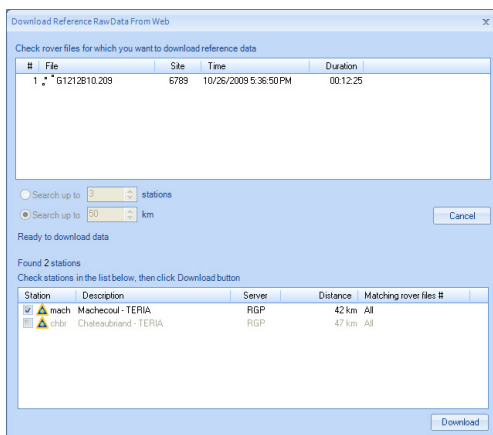 Download Reference Raw Data From Web
Check rover files for which you want to download reference data
# File Site Time Duration
1 G1212B10.209 6789 10/26/2009 5:36:50 PM 00:12:25
Search up to 3 stations
Search up to 50 km
Cancel
Ready to download data
Found 2 stations
Check stations in the list below, then click Download button
Station Description Server Distance Matching rover files #
mach Machecoul - TERIA RGP 42 km All
chbr Chateaubriand - TERIA RGP 47 km All
Download